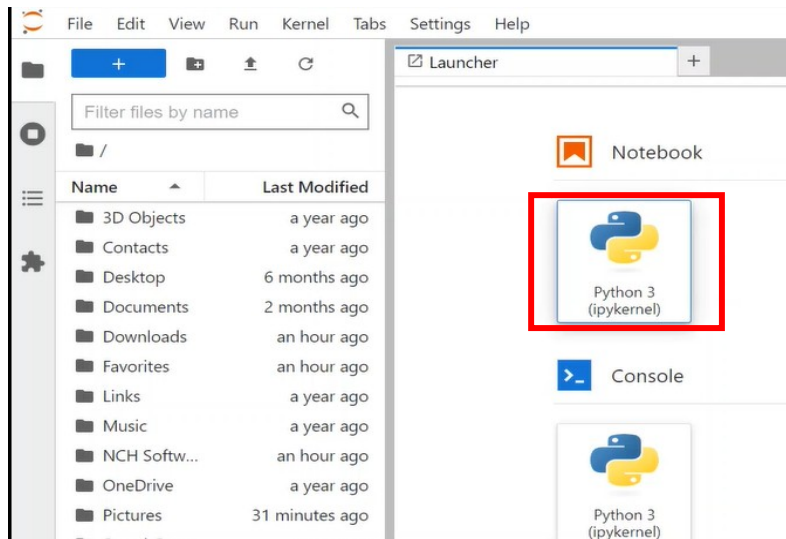 File Edit View Run Kernel Tabs Settings Help
Launcher
Filter files by name
/
Name Last Modified
3D Objects a year ago
Contacts a year ago
Desktop 6 months ago
Documents 2 months ago
Downloads an hour ago
Favorites an hour ago
Links a year ago
Music a year ago
NCH Softw... an hour ago
OneDrive a year ago
Pictures 31 minutes ago
Notebook
Python 3
(ipykernel)
Console
Python 3
(ipykernel)